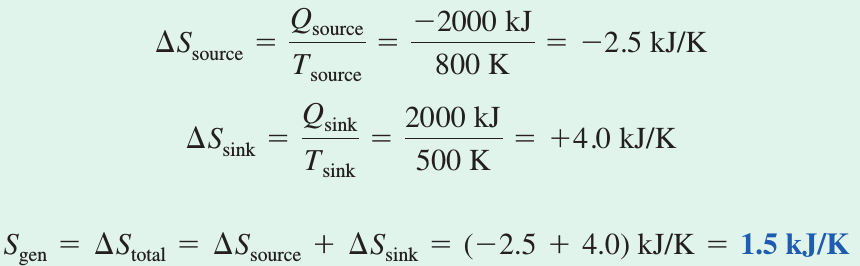 ΔS_source = Q_source / T_source = −2000 kJ / 800 K = −2.5 kJ/K
ΔS_sink = Q_sink / T_sink = 2000 kJ / 500 K = +4.0 kJ/K
S_gen = ΔS_total = ΔS_source + ΔS_sink = (−2.5 + 4.0) kJ/K = 1.5 kJ/K